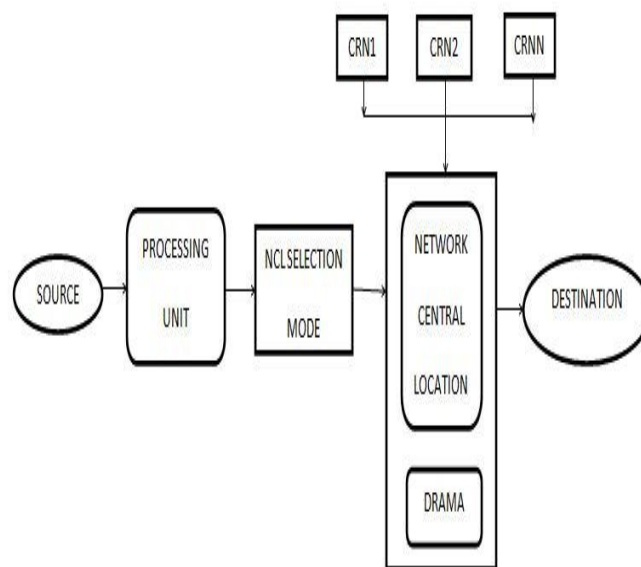 CRN1
CRN2
CRNN
SOURCE
PROCESSING
UNIT
NCLSELECTION
MODE
NETWORK
CENTRAL
LOCATION
DRAMA
DESTINATION